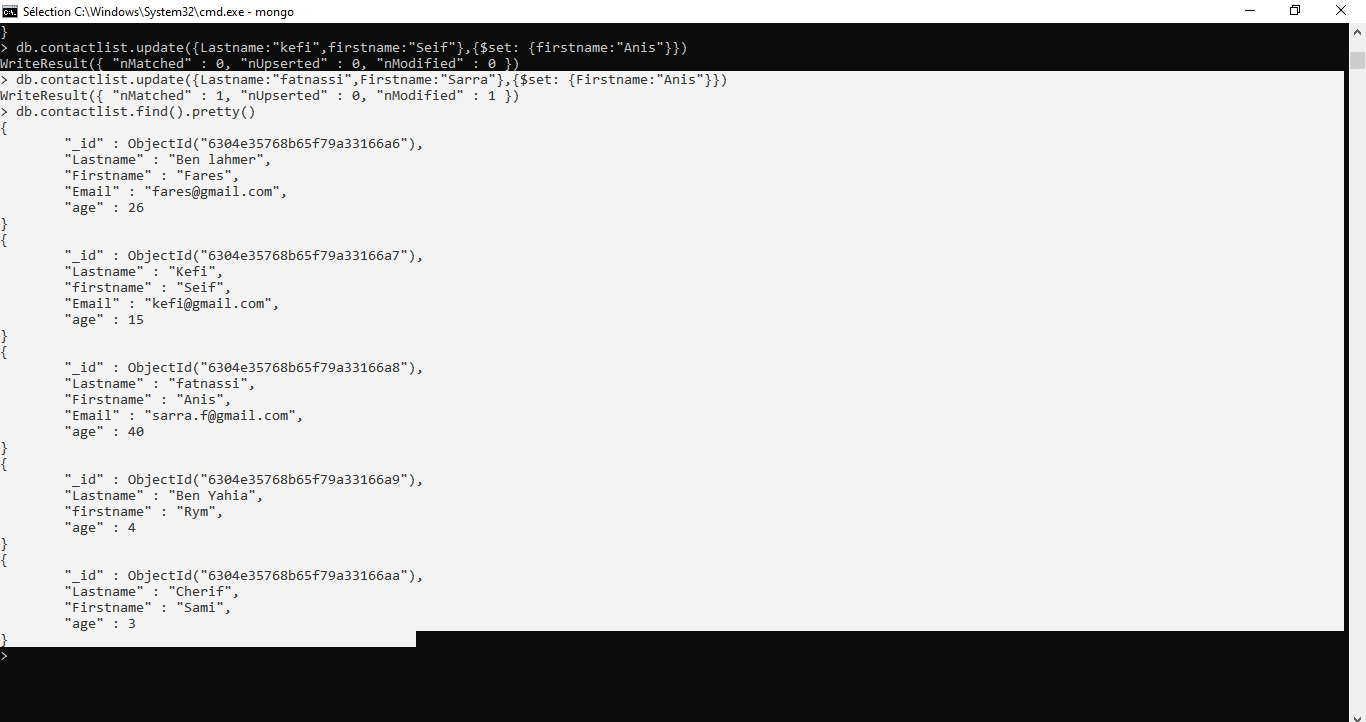 Sélection C:\Windows\System32\cmd.exe - mongo
}
> db.contactlist.update({Lastname:"kefi",firstname:"Seif"},{$set: {firstname:"Anis"}})
WriteResult({ "nMatched" : 0, "nUpserted" : 0, "nModified" : 0 })
> db.contactlist.update({Lastname:"fatnassi",Firstname:"Sarra"},{$set: {Firstname:"Anis"}})
WriteResult({ "nMatched" : 1, "nUpserted" : 0, "nModified" : 1 })
> db.contactlist.find().pretty()
{
        "_id" : ObjectId("6304e35768b65f79a33166a6"),
        "Lastname" : "Ben lahmer",
        "Firstname" : "Fares",
        "Email" : "fares@gmail.com",
        "age" : 26
}
{
        "_id" : ObjectId("6304e35768b65f79a33166a7"),
        "Lastname" : "Kefi",
        "firstname" : "Seif",
        "Email" : "kefi@gmail.com",
        "age" : 15
}
{
        "_id" : ObjectId("6304e35768b65f79a33166a8"),
        "Lastname" : "fatnassi",
        "Firstname" : "Anis",
        "Email" : "sarra.f@gmail.com",
        "age" : 40
}
{
        "_id" : ObjectId("6304e35768b65f79a33166a9"),
        "Lastname" : "Ben Yahia",
        "firstname" : "Rym",
        "age" : 4
}
{
        "_id" : ObjectId("6304e35768b65f79a33166aa"),
        "Lastname" : "Cherif",
        "Firstname" : "Sami",
        "age" : 3
}
>